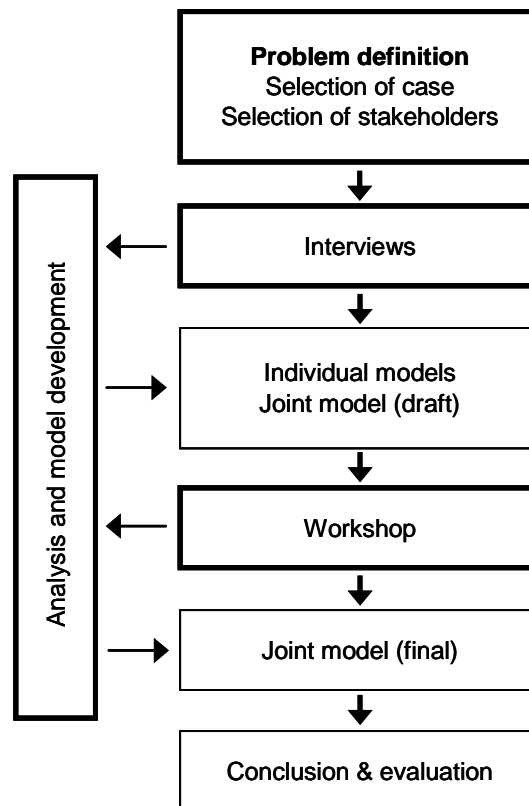 Problem definition
Selection of case
Selection of stakeholders
Interviews
Analysis and model development
Individual models
Joint model (draft)
Workshop
Joint model (final)
Conclusion & evaluation